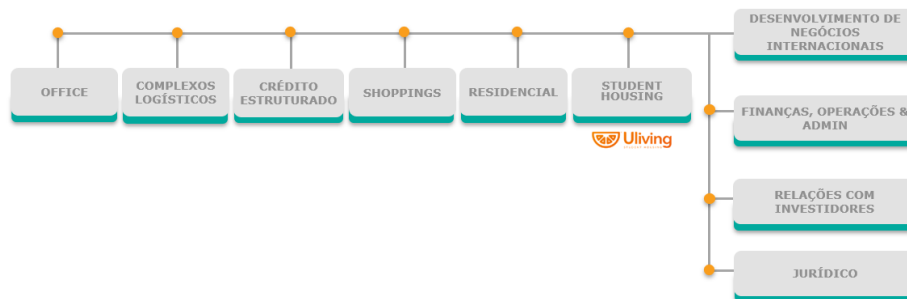 DESENVOLVIMENTO DE
NEGÓCIOS
INTERNACIONAIS
OFFICE
COMPLEXOS
LOGÍSTICOS
CRÉDITO
ESTRUTURADO
SHOPPINGS
RESIDENCIAL
STUDENT
HOUSING
Uliving
FINANÇAS, OPERAÇÕES &
ADMIN
RELAÇÕES COM
INVESTIDORES
JURÍDICO